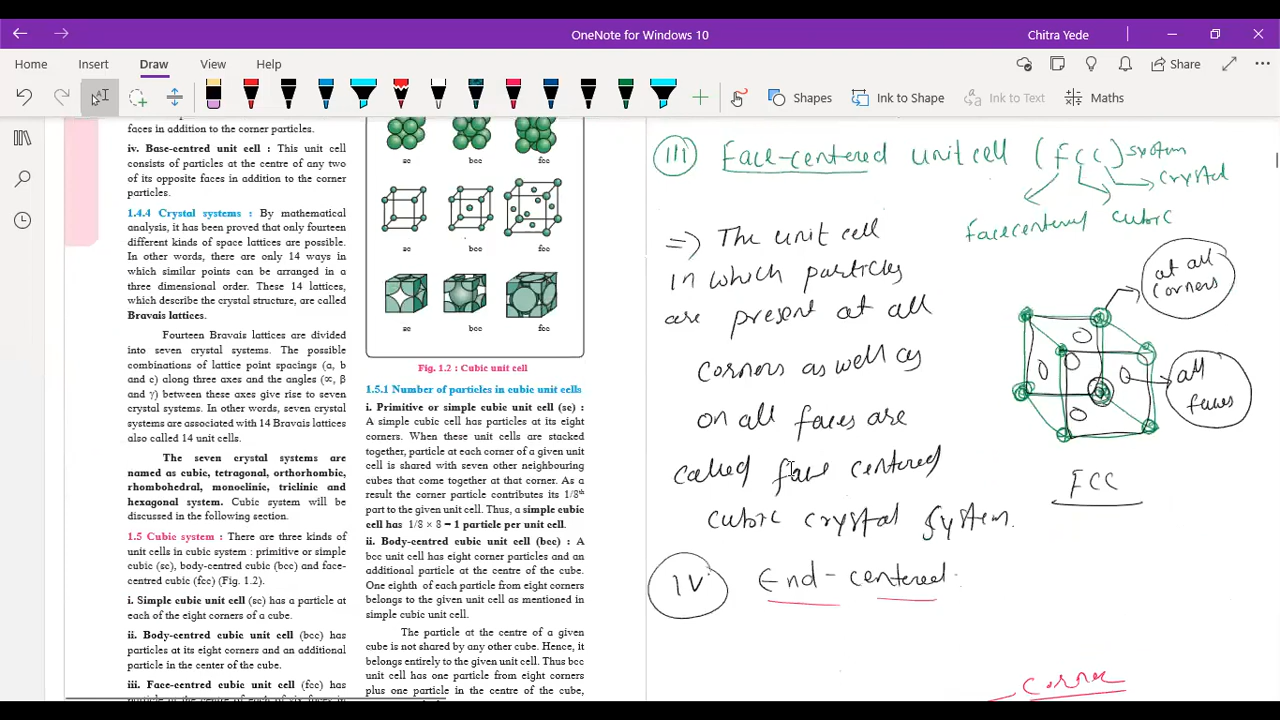 OneNote for Windows 10
Chitra Yede
Home
Insert
Draw
View
Help
Share
Shapes
Ink to Shape
Ink to Text
Maths
faces in addition to the corner particles.
iv. Base-centred unit cell : This unit cell
consists of particles at the centre of any two
of its opposite faces in addition to the corner
particles.
1.4.4 Crystal systems : By mathematical
analysis, it has been proved that only fourteen
different kinds of space lattices are possible.
In other words, there are only 14 ways in
which similar points can be arranged in a
three dimensional order. These 14 lattices,
which describe the crystal structure, are called
Bravais lattices.
Fourteen Bravais lattices are divided
into seven crystal systems. The possible
combinations of lattice point spacings (a, b
and c) along three axes and the angles (∝, β
and γ) between these axes give rise to seven
crystal systems. In other words, seven crystal
systems are associated with 14 Bravais lattices
also called 14 unit cells.
The seven crystal systems are
named as cubic, tetragonal, orthorhombic,
rhombohedral, monoclinic, triclinic and
hexagonal system. Cubic system will be
discussed in the following section.
1.5 Cubic system : There are three kinds of
unit cells in cubic system : primitive or simple
cubic (sc), body-centred cubic (bcc) and face-
centred cubic (fcc) (Fig. 1.2).
i. Simple cubic unit cell (sc) has a particle at
each of the eight corners of a cube.
ii. Body-centred cubic unit cell (bcc) has
particles at its eight corners and an additional
particle in the center of the cube.
iii. Face-centred cubic unit cell (fcc) has
sc bcc fcc
sc bcc fcc
sc bcc fcc
Fig. 1.2 : Cubic unit cell
1.5.1 Number of particles in cubic unit cells
i. Primitive or simple cubic unit cell (sc) :
A simple cubic cell has particles at its eight
corners. When these unit cells are stacked
together, particle at each corner of a given unit
cell is shared with seven other neighbouring
cubes that come together at that corner. As a
result the corner particle contributes its 1/8th
part to the given unit cell. Thus, a simple cubic
cell has 1/8 × 8 = 1 particle per unit cell.
ii. Body-centred cubic unit cell (bcc) : A
bcc unit cell has eight corner particles and an
additional particle at the centre of the cube.
One eighth of each particle from eight corners
belongs to the given unit cell as mentioned in
simple cubic unit cell.
The particle at the centre of a given
cube is not shared by any other cube. Hence, it
belongs entirely to the given unit cell. Thus bcc
unit cell has one particle from eight corners
plus one particle in the centre of the cube,
III Face-centered unit cell (FCC) system
crystal
facecentered cubic
=> The unit cell
in which particles
are present at all
corners as well as
on all faces are
called face centered
cubic crystal system.
at all
corners
all
faces
FCC
IV End-centered.
Corner